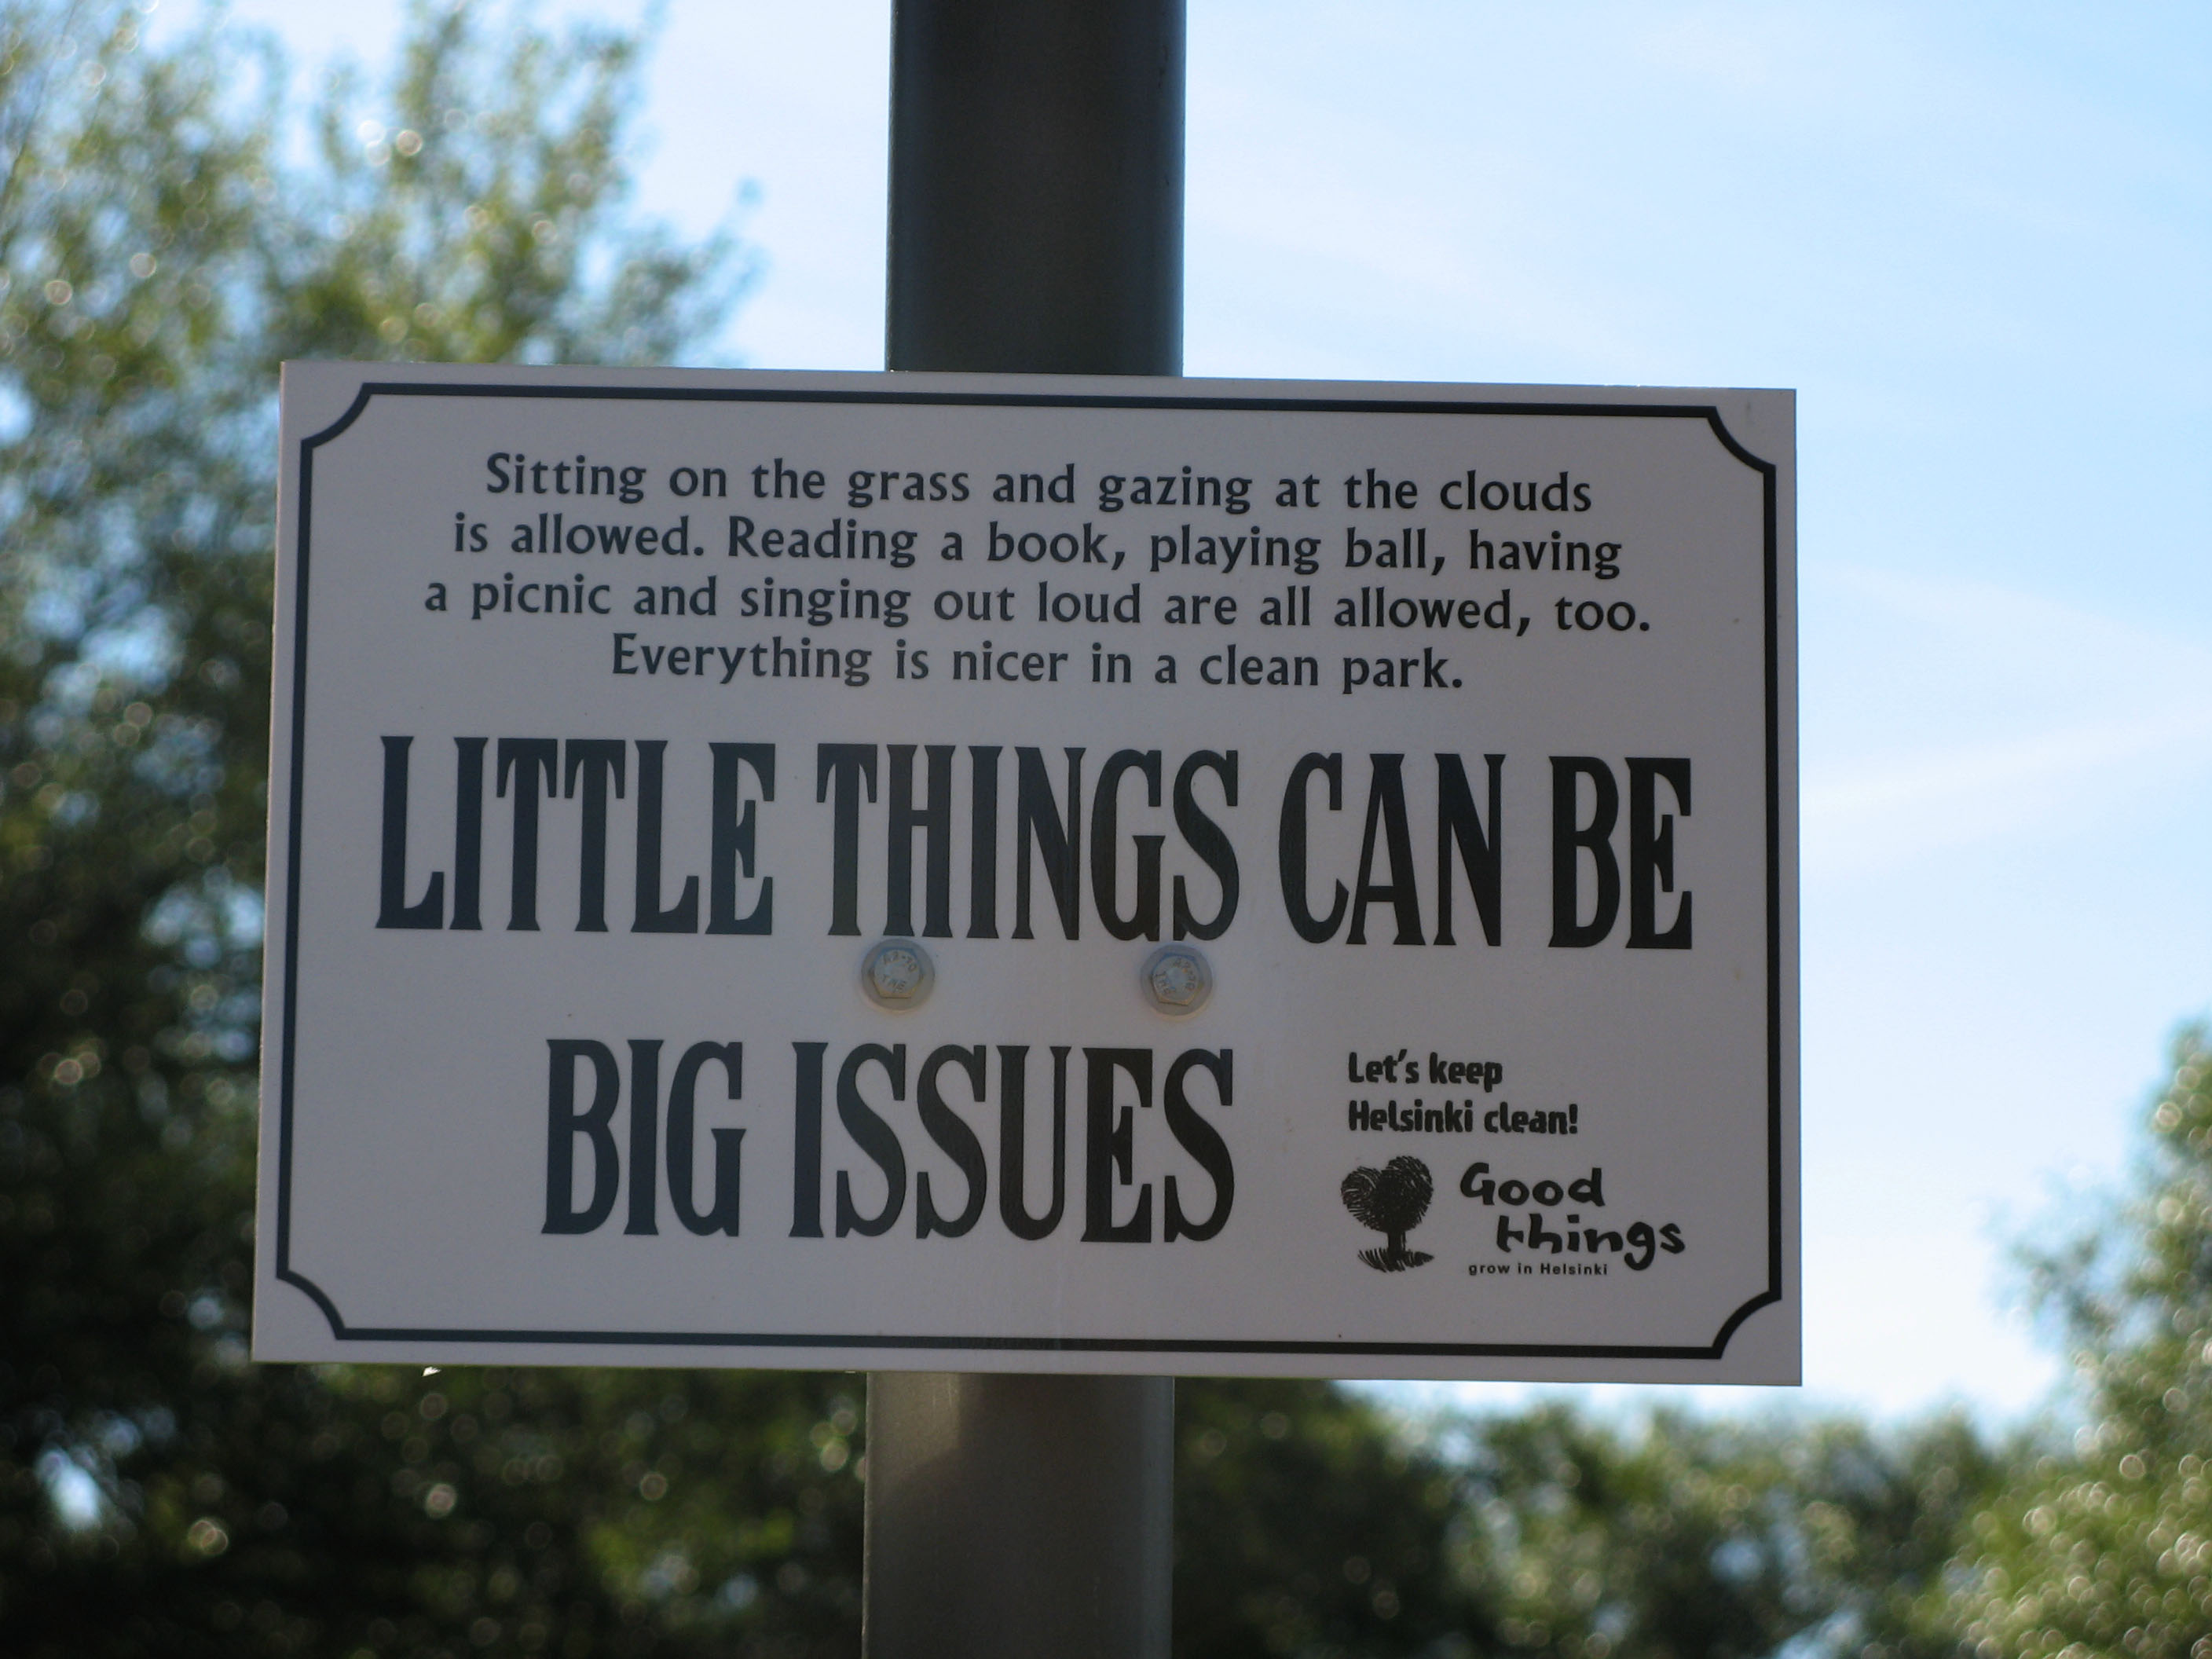 Sitting on the grass and gazing at the clouds
is allowed. Reading a book, playing ball, having
a picnic and singing out loud are all allowed, too.
Everything is nicer in a clean park.
LITTLE THINGS CAN BE
BIG ISSUES
Let's keep
Helsinki clean!
Good
things
grow in Helsinki